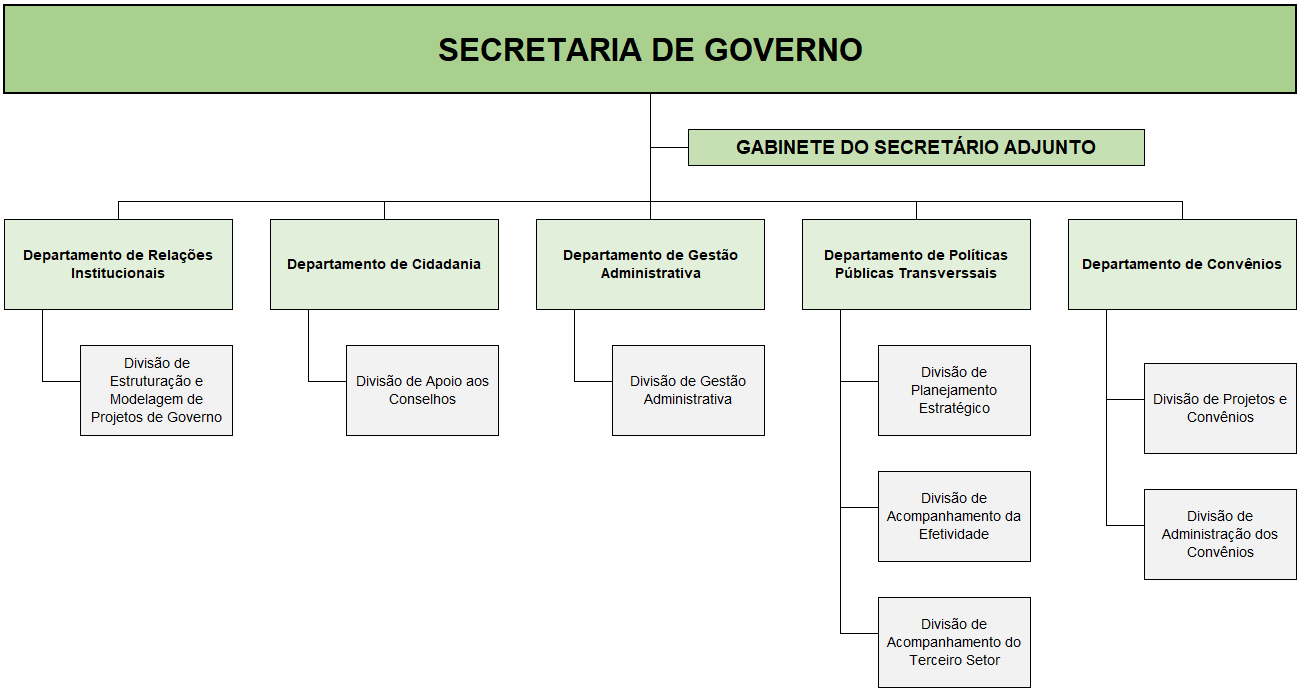 SECRETARIA DE GOVERNO
GABINETE DO SECRETÁRIO ADJUNTO
Departamento de Relações
Institucionais
Departamento de Cidadania
Departamento de Gestão
Administrativa
Departamento de Políticas
Públicas Transverssais
Departamento de Convênios
Divisão de
Estruturação e
Modelagem de
Projetos de Governo
Divisão de Apoio aos
Conselhos
Divisão de Gestão
Administrativa
Divisão de
Planejamento
Estratégico
Divisão de Projetos e
Convênios
Divisão de
Acompanhamento da
Efetividade
Divisão de
Administração dos
Convênios
Divisão de
Acompanhamento do
Terceiro Setor